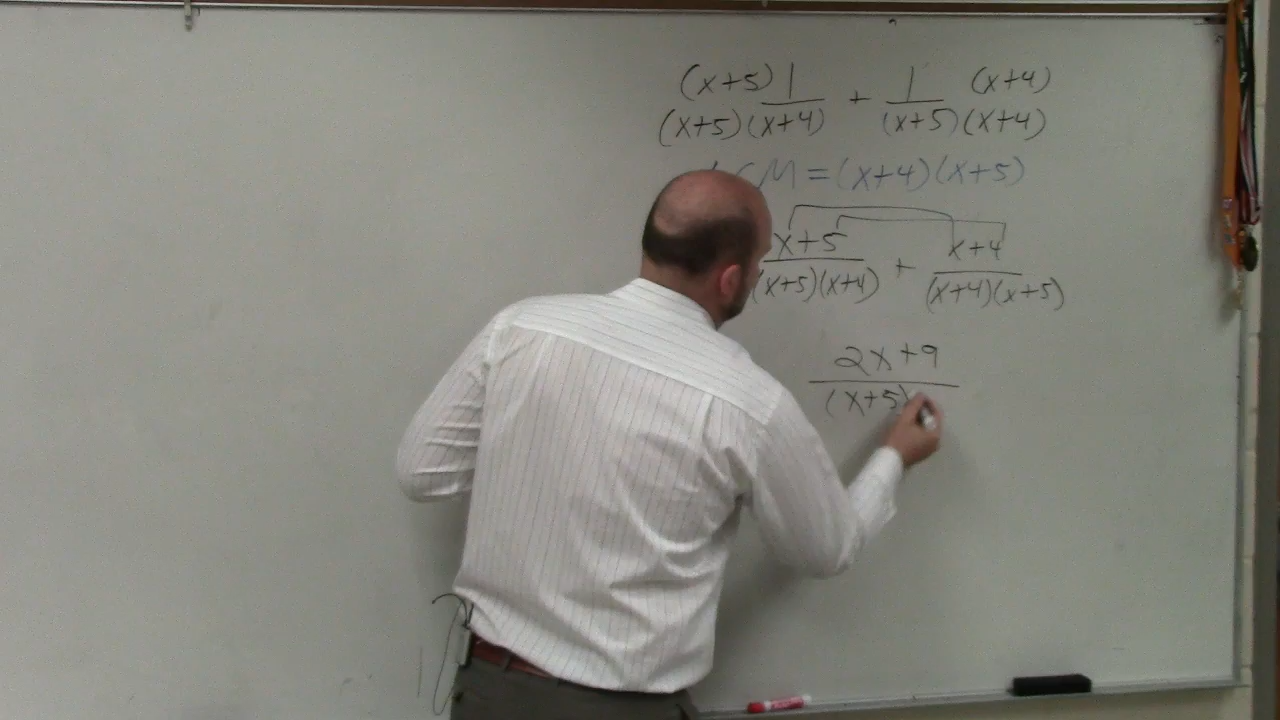 (x+5) 1 + 1 (x+4)
(x+5)(x+4) (x+5)(x+4)
LCM = (x+4)(x+5)
x+5 + x+4
(x+5)(x+4) (x+4)(x+5)
2x+9
(x+5)